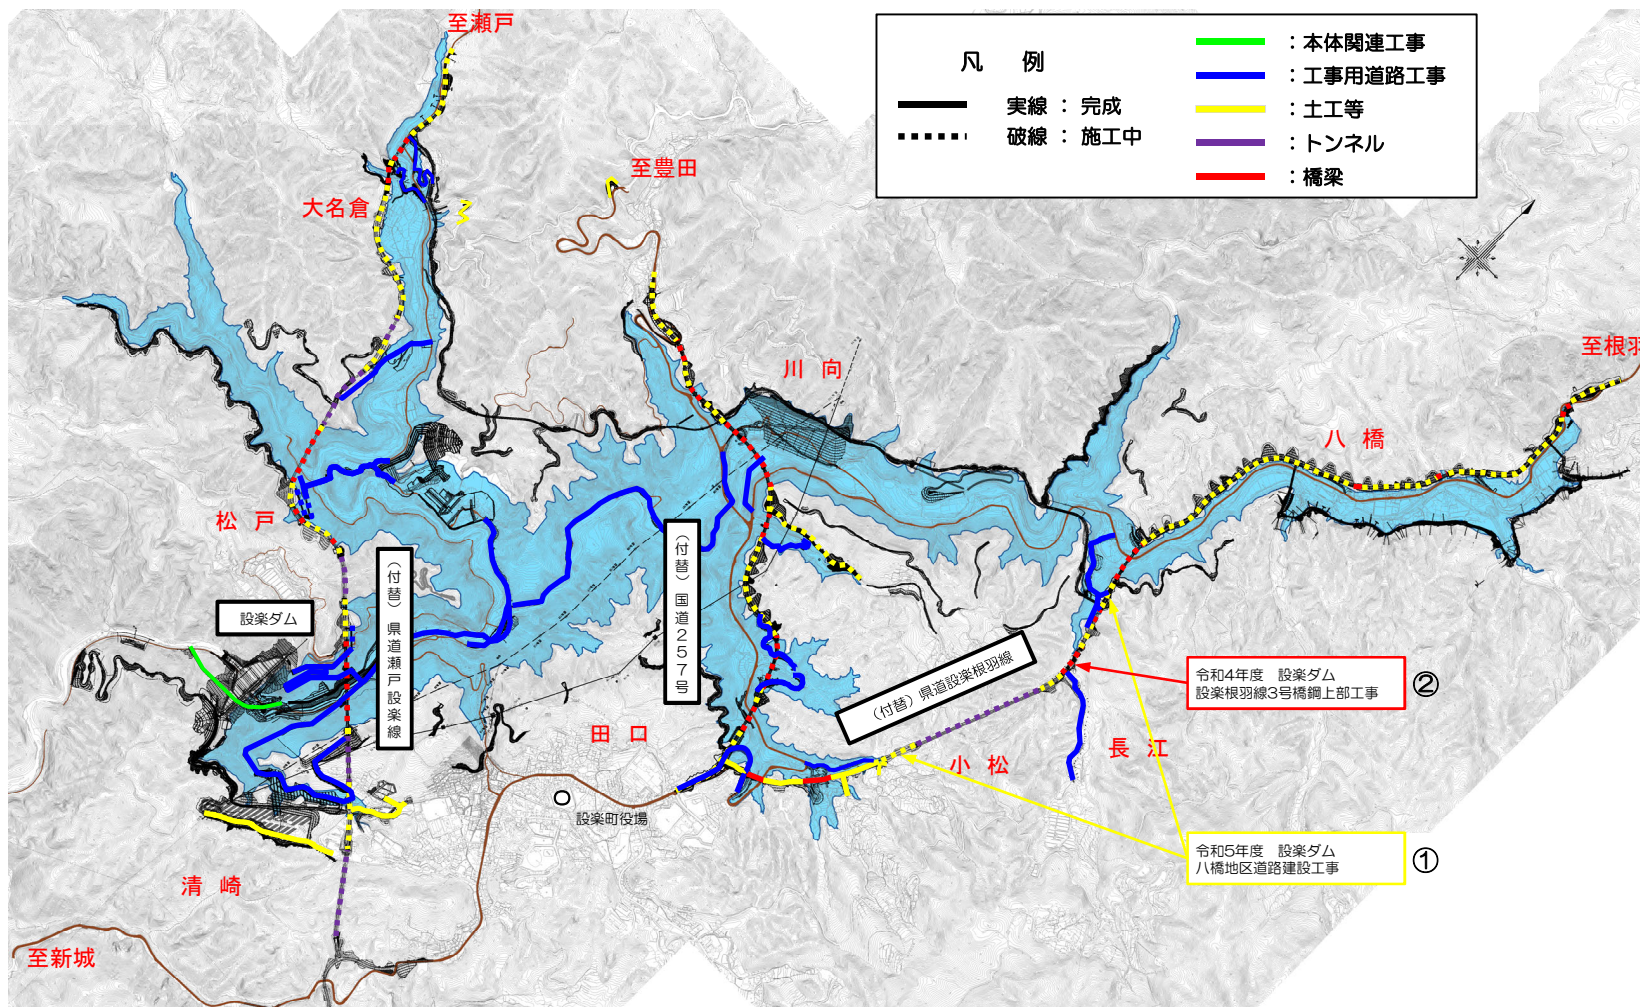 至瀬戸
凡 例
実線 : 完成
破線 : 施工中
: 本体関連工事
: 工事用道路工事
: 土工等
: トンネル
: 橋梁
至豊田
大名倉
川 向
至根羽
八 橋
松 戸
設楽ダム
(付替) 県道瀬戸設楽線
(付替) 国道257号
(付替) 県道設楽根羽線
令和4年度 設楽ダム
設楽根羽線3号橋鋼上部工事
②
田 口
小 松
長 江
設楽町役場
令和5年度 設楽ダム
八橋地区道路建設工事
①
清 崎
至新城